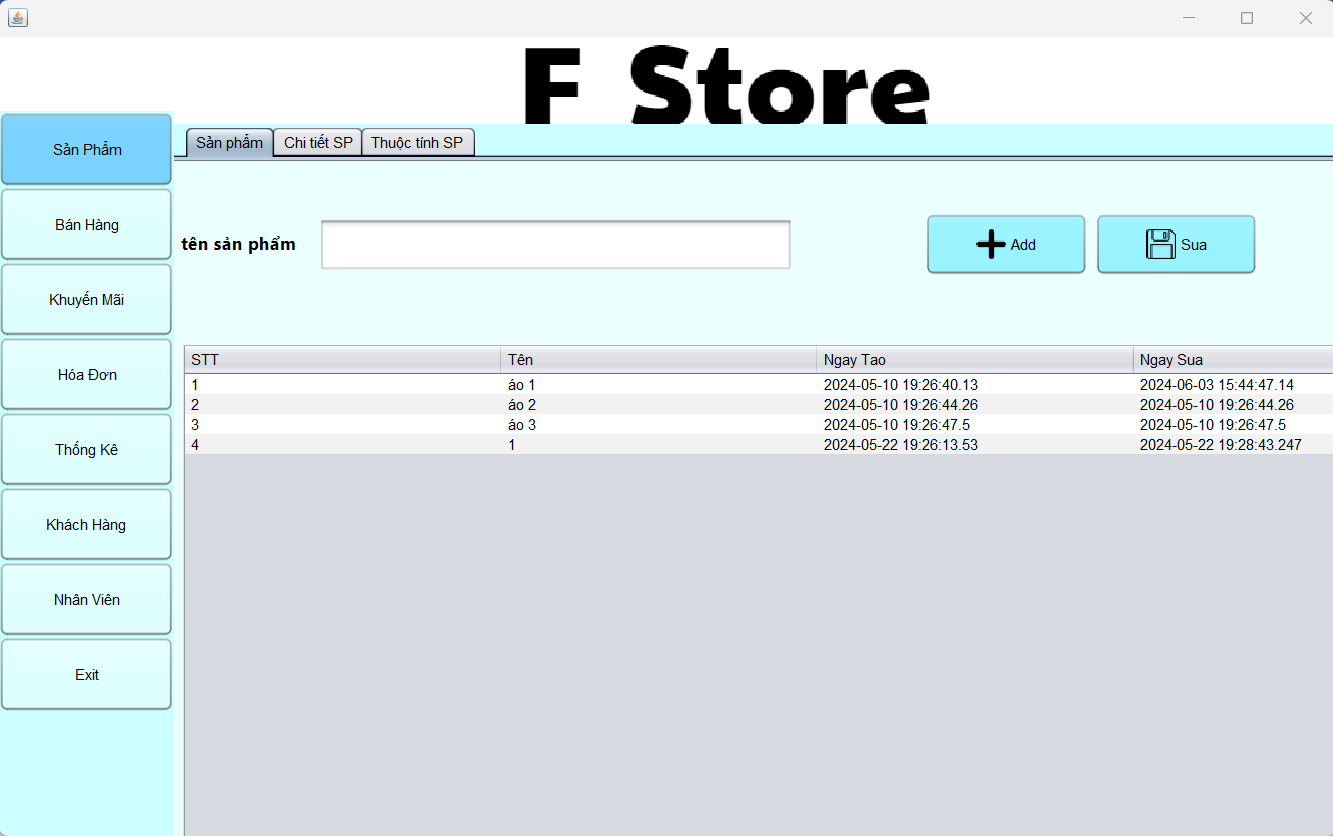 F Store
Sản Phẩm
Bán Hàng
Khuyến Mãi
Hóa Đơn
Thống Kê
Khách Hàng
Nhân Viên
Exit
Sản phẩm Chi tiết SP Thuộc tính SP
tên sản phẩm Add Sua
STT Tên Ngay Tao Ngay Sua
1 áo 1 2024-05-10 19:26:40.13 2024-06-03 15:44:47.14
2 áo 2 2024-05-10 19:26:44.26 2024-05-10 19:26:44.26
3 áo 3 2024-05-10 19:26:47.5 2024-05-10 19:26:47.5
4 1 2024-05-22 19:26:13.53 2024-05-22 19:28:43.247